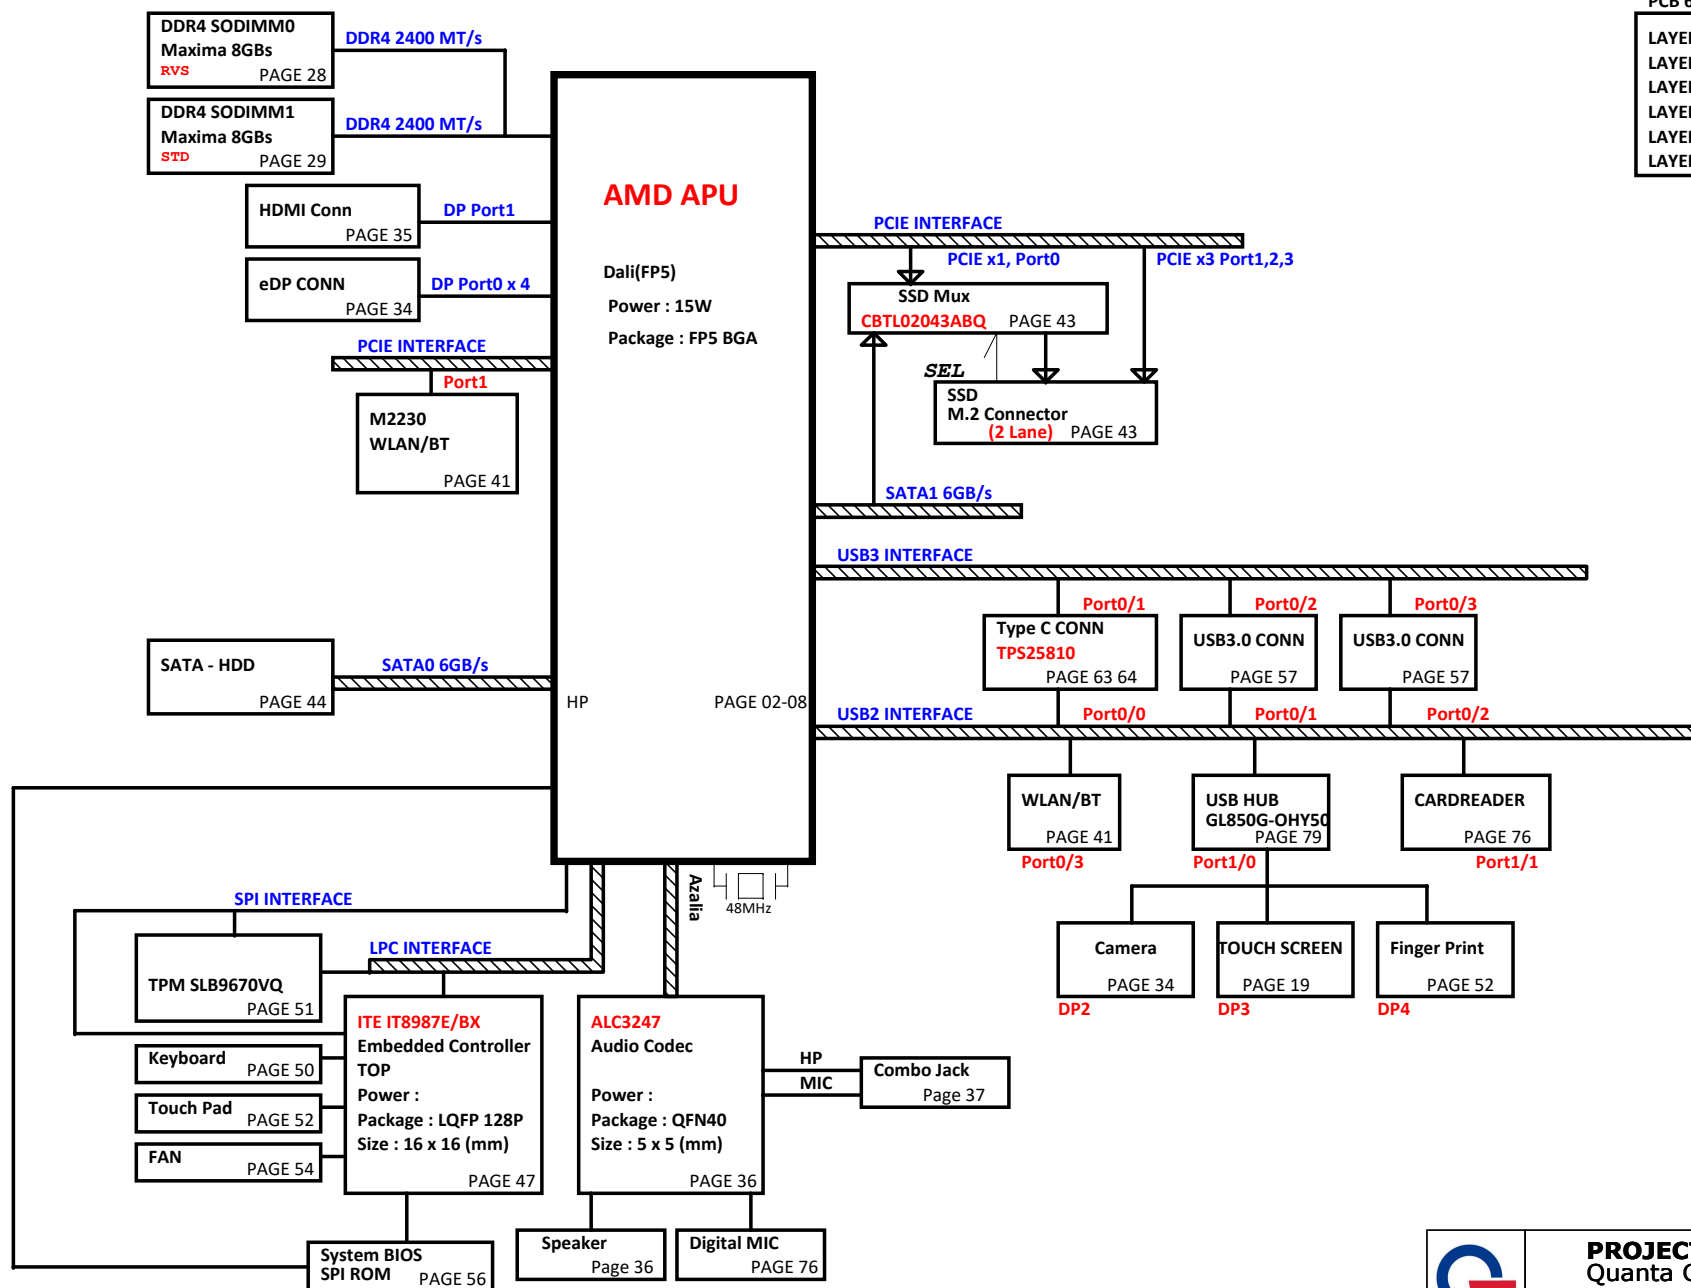 PCB 6
DDR4 SODIMM0
Maxima 8GBs
RVS PAGE 28
DDR4 2400 MT/s
LAYE
LAYE
LAYE
LAYE
LAYE
LAYE
DDR4 SODIMM1
Maxima 8GBs
STD PAGE 29
DDR4 2400 MT/s
HDMI Conn
PAGE 35
DP Port1
eDP CONN
PAGE 34
DP Port0 x 4
PCIE INTERFACE
Port1
M2230
WLAN/BT
PAGE 41
SATA - HDD
PAGE 44
SATA0 6GB/s
AMD APU
Dali(FP5)
Power : 15W
Package : FP5 BGA
HP PAGE 02-08
PCIE INTERFACE
PCIE x1, Port0
PCIE x3 Port1,2,3
SSD Mux
CBTL02043ABQ PAGE 43
SEL
SSD
M.2 Connector
(2 Lane) PAGE 43
SATA1 6GB/s
USB3 INTERFACE
Port0/1
Port0/2
Port0/3
Type C CONN
TPS25810
PAGE 63 64
USB3.0 CONN
PAGE 57
USB3.0 CONN
PAGE 57
USB2 INTERFACE
Port0/0
Port0/1
Port0/2
WLAN/BT
PAGE 41
Port0/3
USB HUB
GL850G-OHY50
PAGE 79
Port1/0
CARDREADER
PAGE 76
Port1/1
Camera
PAGE 34
DP2
TOUCH SCREEN
PAGE 19
DP3
Finger Print
PAGE 52
DP4
Azalia
48MHz
SPI INTERFACE
LPC INTERFACE
TPM SLB9670VQ
PAGE 51
Keyboard
PAGE 50
Touch Pad
PAGE 52
FAN
PAGE 54
ITE IT8987E/BX
Embedded Controller
TOP
Power :
Package : LQFP 128P
Size : 16 x 16 (mm)
PAGE 47
ALC3247
Audio Codec
Power :
Package : QFN40
Size : 5 x 5 (mm)
PAGE 36
HP
MIC
Combo Jack
Page 37
System BIOS
SPI ROM PAGE 56
Speaker
Page 36
Digital MIC
PAGE 76
PROJECT
Quanta C